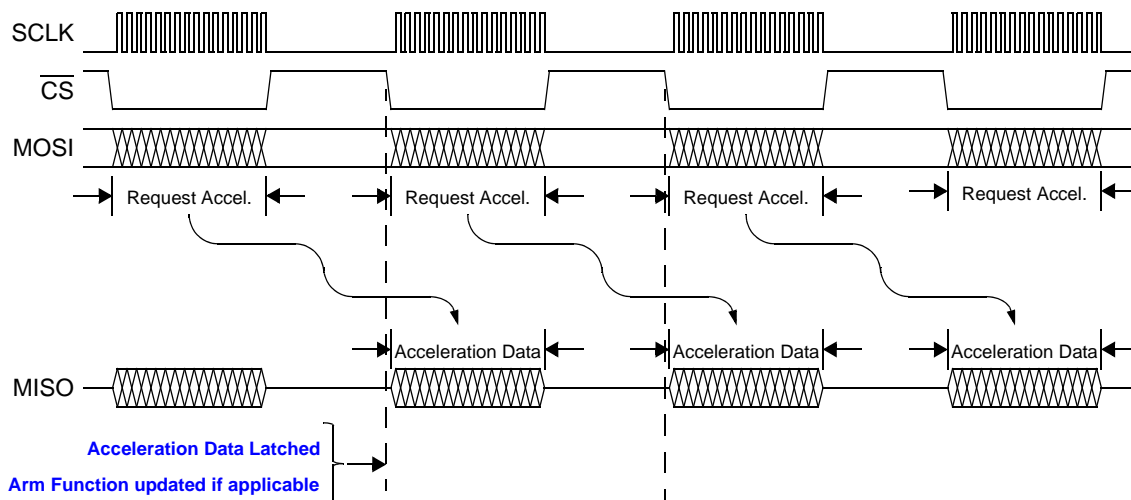 SCLK
CS
MOSI
Request Accel.
Request Accel.
Request Accel.
Request Accel.
Acceleration Data
Acceleration Data
Acceleration Data
MISO
Acceleration Data Latched
Arm Function updated if applicable